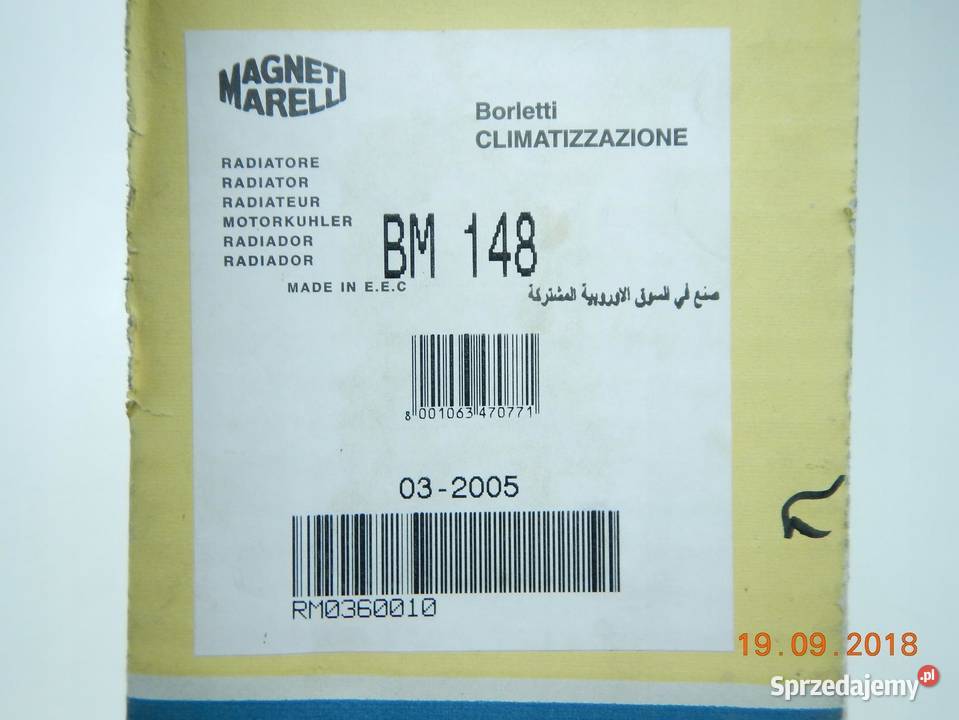 MAGNETI
MARELLI
Borletti
CLIMATIZZAZIONE
RADIATORE
RADIATOR
RADIATEUR
MOTORKUHLER
RADIADOR
RADIADOR
BM 148
MADE IN E.E.C
صنع في السوق الاوروبية المشتركة
8 001063 470771
03-2005
RM0360010
19.09.2018
Sprzedajemy.pl